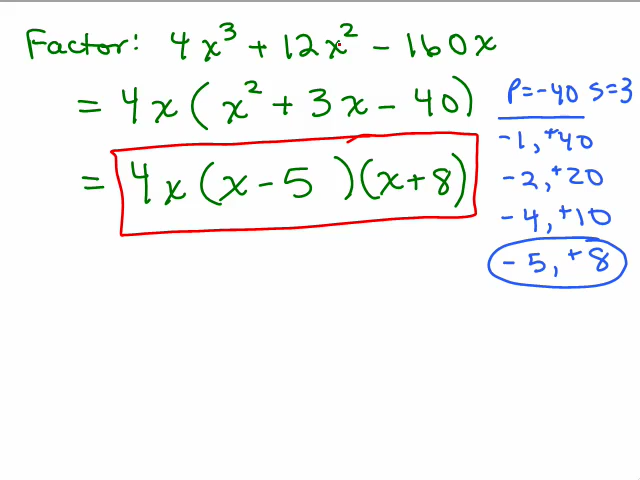 Factor: 4x³ + 12x² - 160x
= 4x(x² + 3x - 40)
= 4x(x - 5)(x + 8)
P=-40 S=3
-1, +40
-2, +20
-4, +10
-5, +8